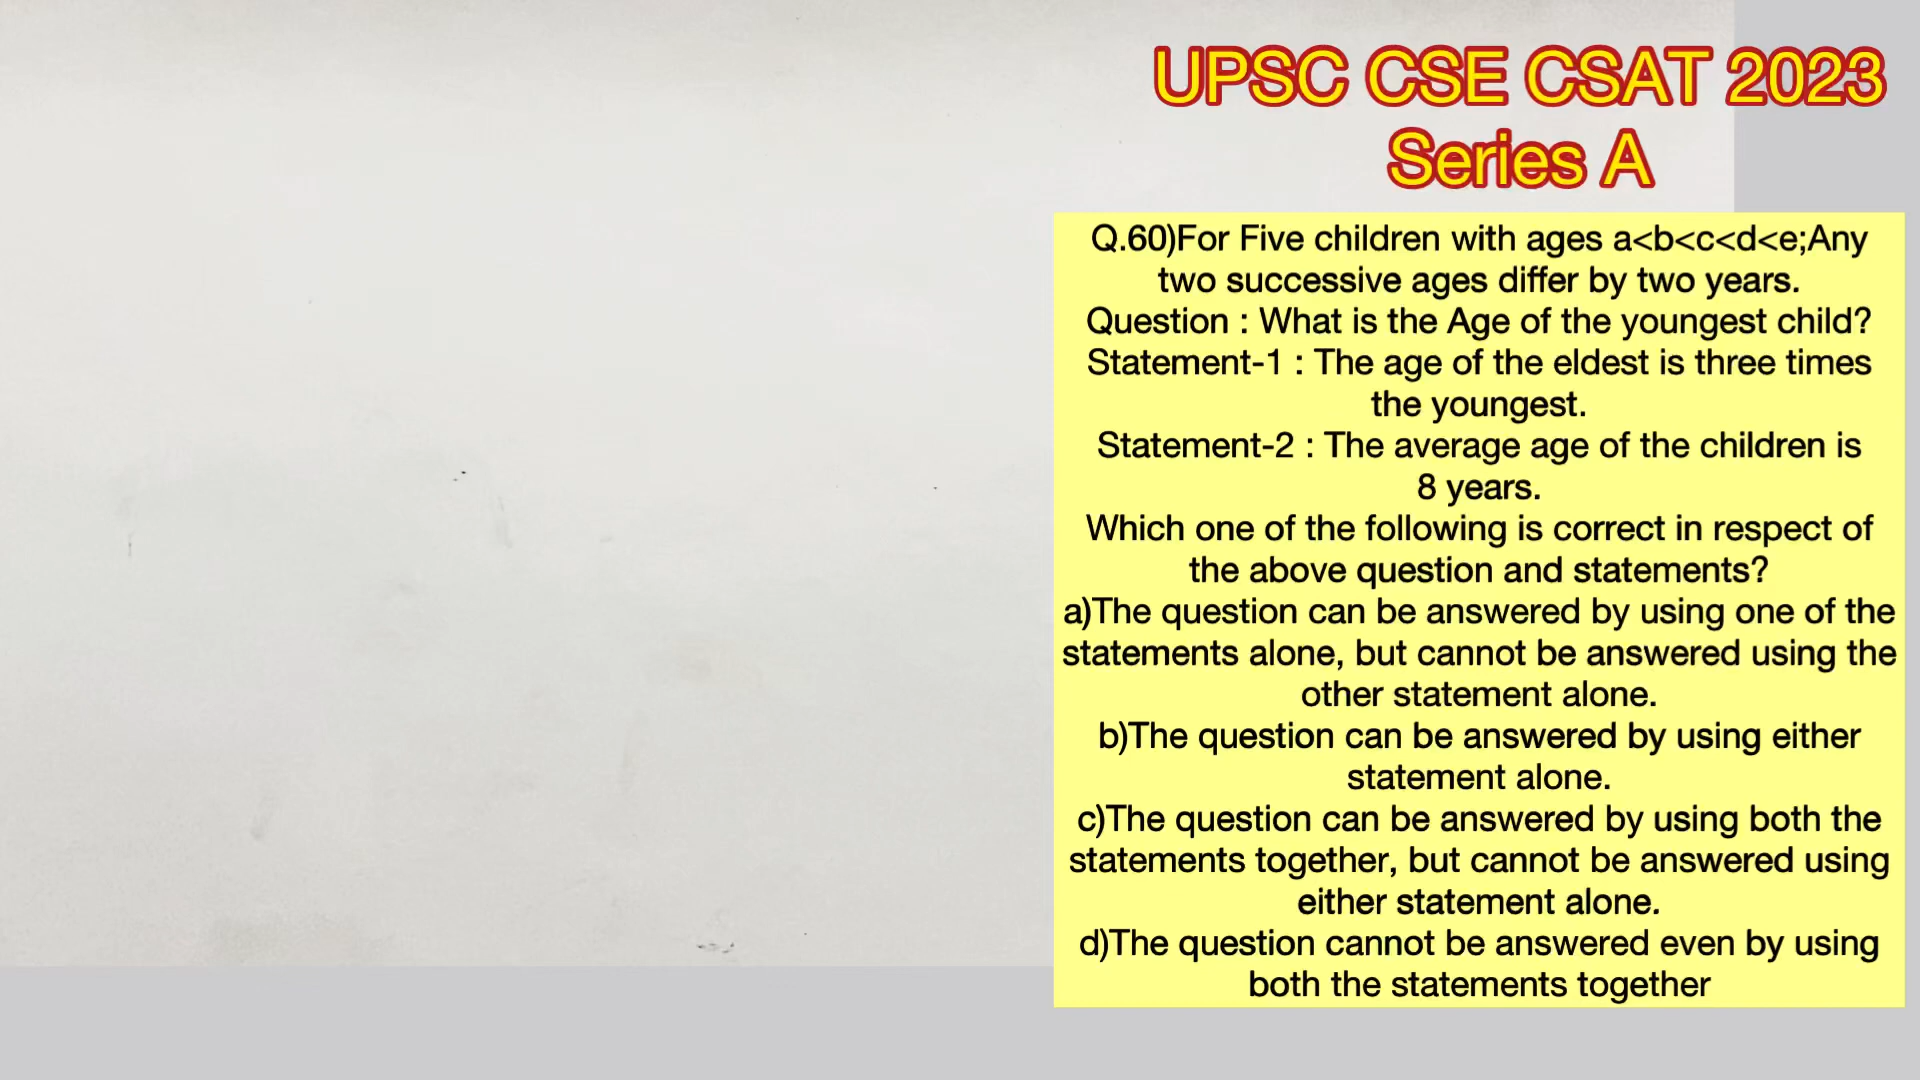 UPSC CSE CSAT 2023
Series A
Q.60)For Five children with ages a<b<c<d<e;Any
two successive ages differ by two years.
Question : What is the Age of the youngest child?
Statement-1 : The age of the eldest is three times
the youngest.
Statement-2 : The average age of the children is
8 years.
Which one of the following is correct in respect of
the above question and statements?
a)The question can be answered by using one of the
statements alone, but cannot be answered using the
other statement alone.
b)The question can be answered by using either
statement alone.
c)The question can be answered by using both the
statements together, but cannot be answered using
either statement alone.
d)The question cannot be answered even by using
both the statements together